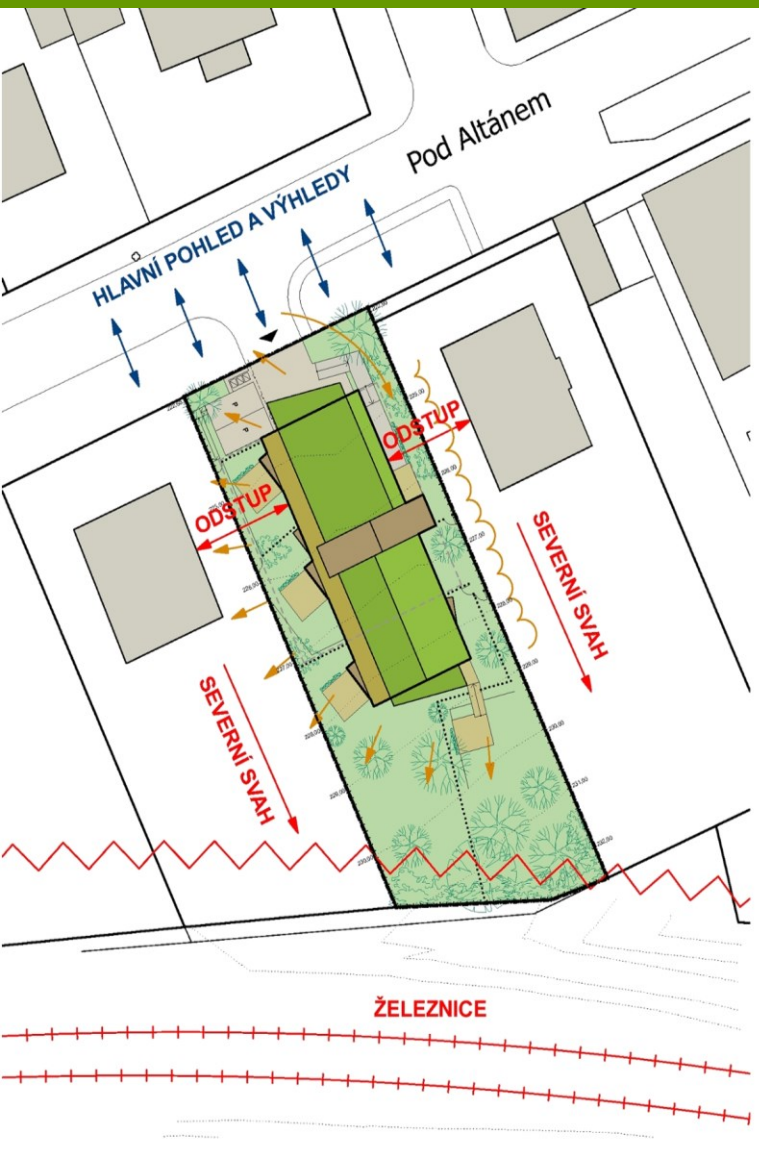 Pod Altánem
HLAVNÍ POHLED A VÝHLEDY
ODSTUP
ODSTUP
SEVERNÍ SVAH
SEVERNÍ SVAH
ŽELEZNICE